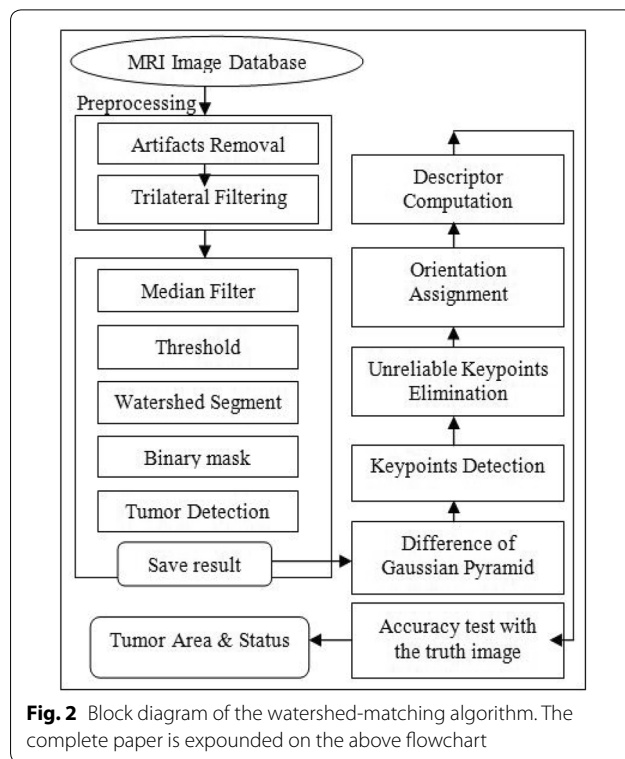 MRI Image Database
Preprocessing
Artifacts Removal
Trilateral Filtering
Median Filter
Threshold
Watershed Segment
Binary mask
Tumor Detection
Save result
Difference of
Gaussian Pyramid
Keypoints Detection
Unreliable Keypoints
Elimination
Orientation
Assignment
Descriptor
Computation
Accuracy test with
the truth image
Tumor Area & Status
Fig. 2 Block diagram of the watershed-matching algorithm. The
complete paper is expounded on the above flowchart